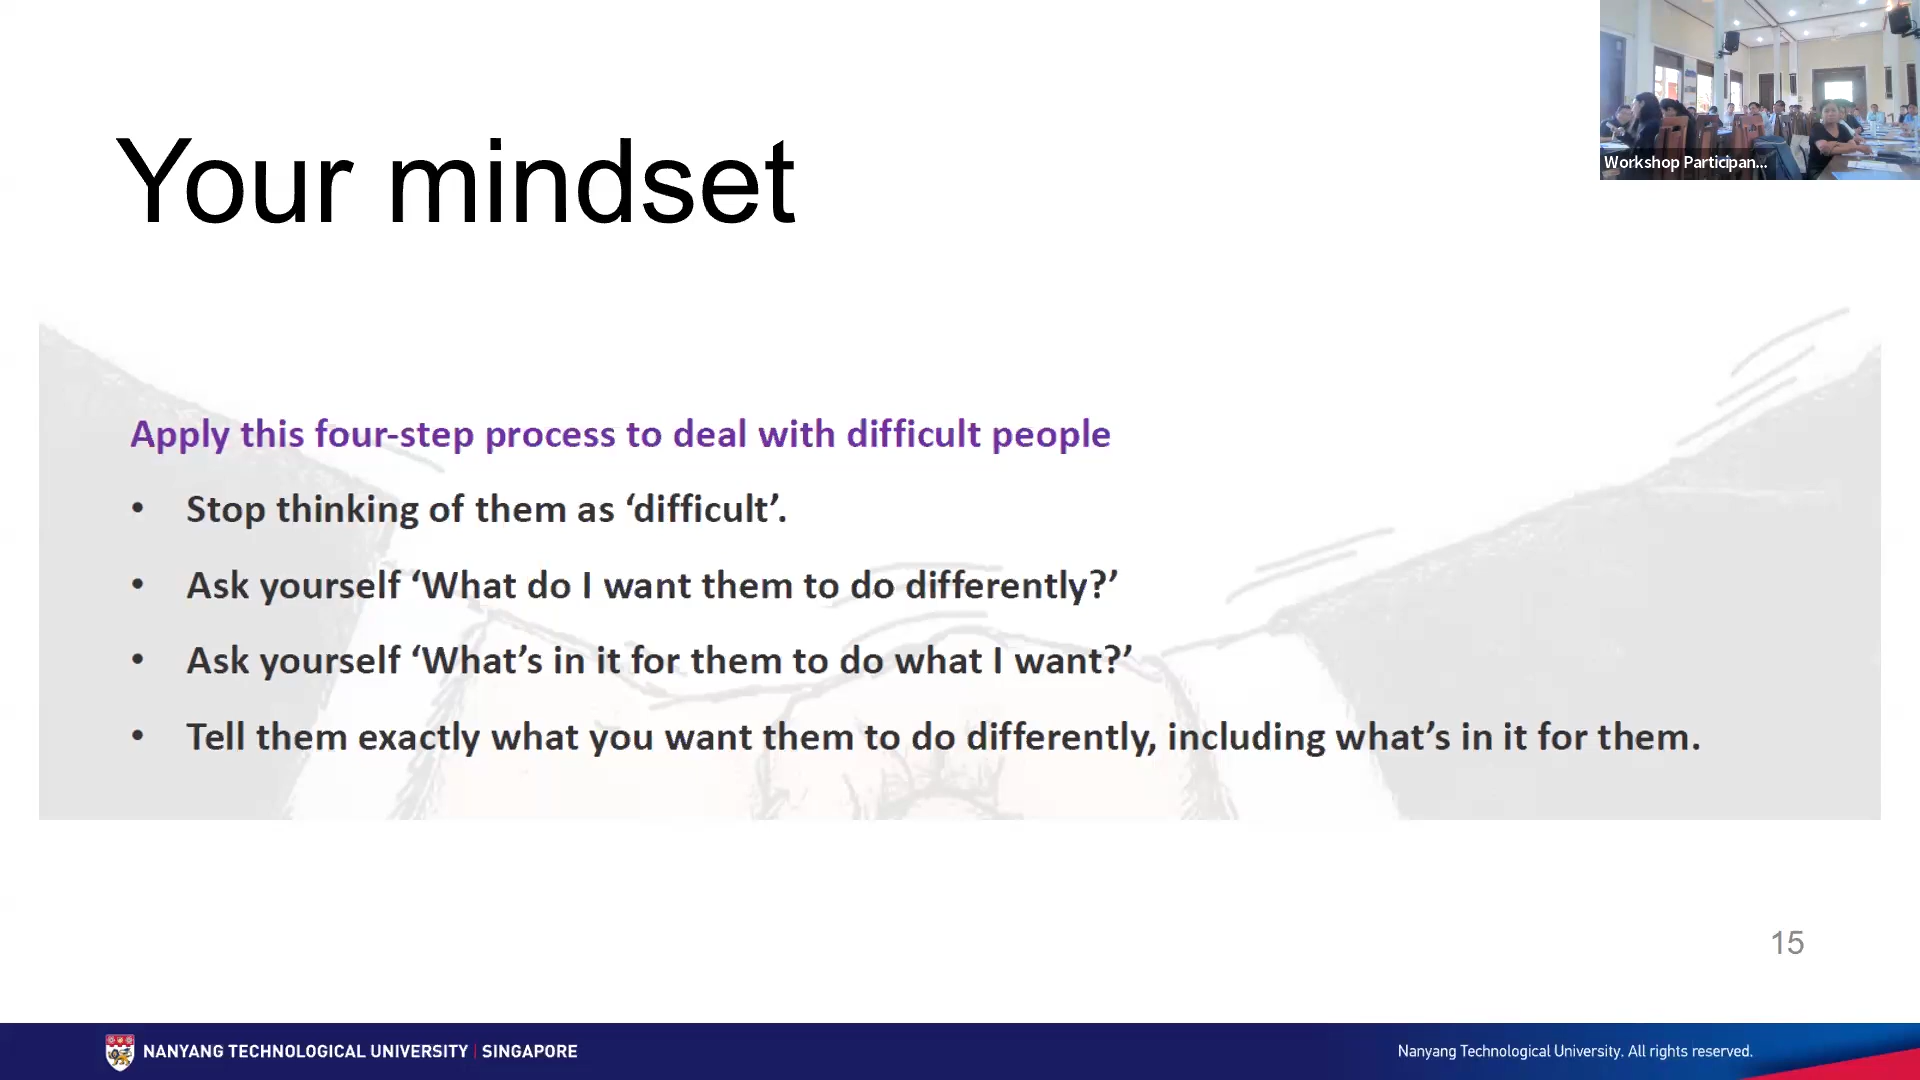 Your mindset
Workshop Participan...
Apply this four-step process to deal with difficult people
• Stop thinking of them as ‘difficult’.
• Ask yourself ‘What do I want them to do differently?’
• Ask yourself ‘What’s in it for them to do what I want?’
• Tell them exactly what you want them to do differently, including what’s in it for them.
15
NANYANG TECHNOLOGICAL UNIVERSITY | SINGAPORE
Nanyang Technological University. All rights reserved.